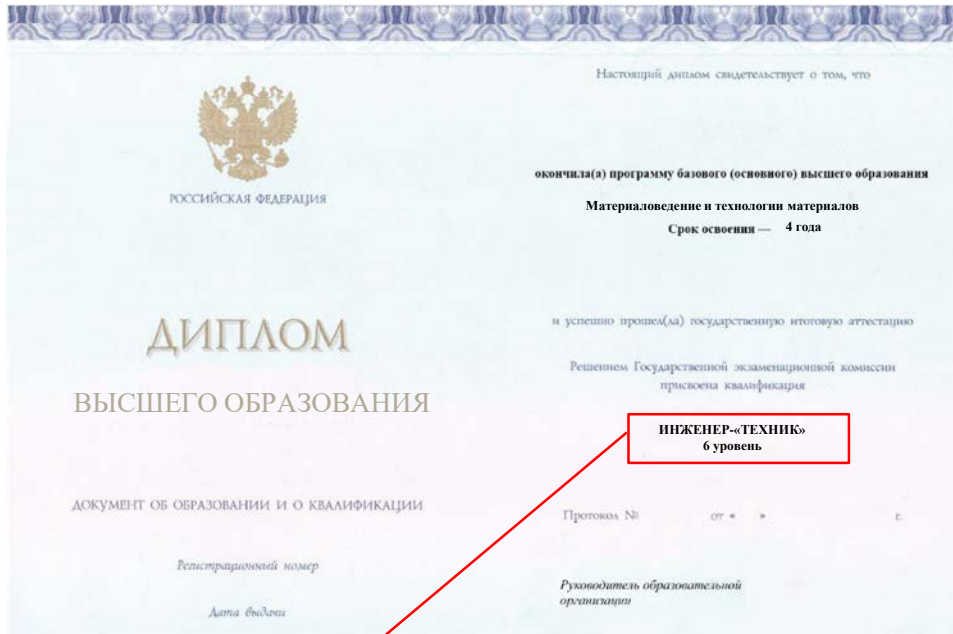 РОССИЙСКАЯ ФЕДЕРАЦИЯ
ДИПЛОМ
ВЫСШЕГО ОБРАЗОВАНИЯ
ДОКУМЕНТ ОБ ОБРАЗОВАНИИ И О КВАЛИФИКАЦИИ
Регистрационный номер
Дата выдачи
Настоящий диплом свидетельствует о том, что
окончила(а) программу базового (основного) высшего образования
Материаловедение и технологии материалов
Срок освоения — 4 года
и успешно прошел(ла) государственную итоговую аттестацию
Решением Государственной экзаменационной комиссии
присвоена квалификация
ИНЖЕНЕР-«ТЕХНИК»
6 уровень
Протокол № от « » г.
Руководитель образовательной
организации